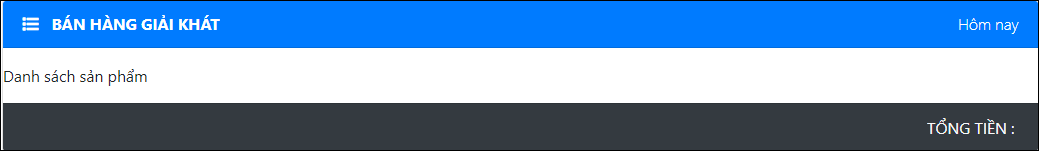 BÁN HÀNG GIẢI KHÁT Hôm nay
Danh sách sản phẩm
TỔNG TIỀN :